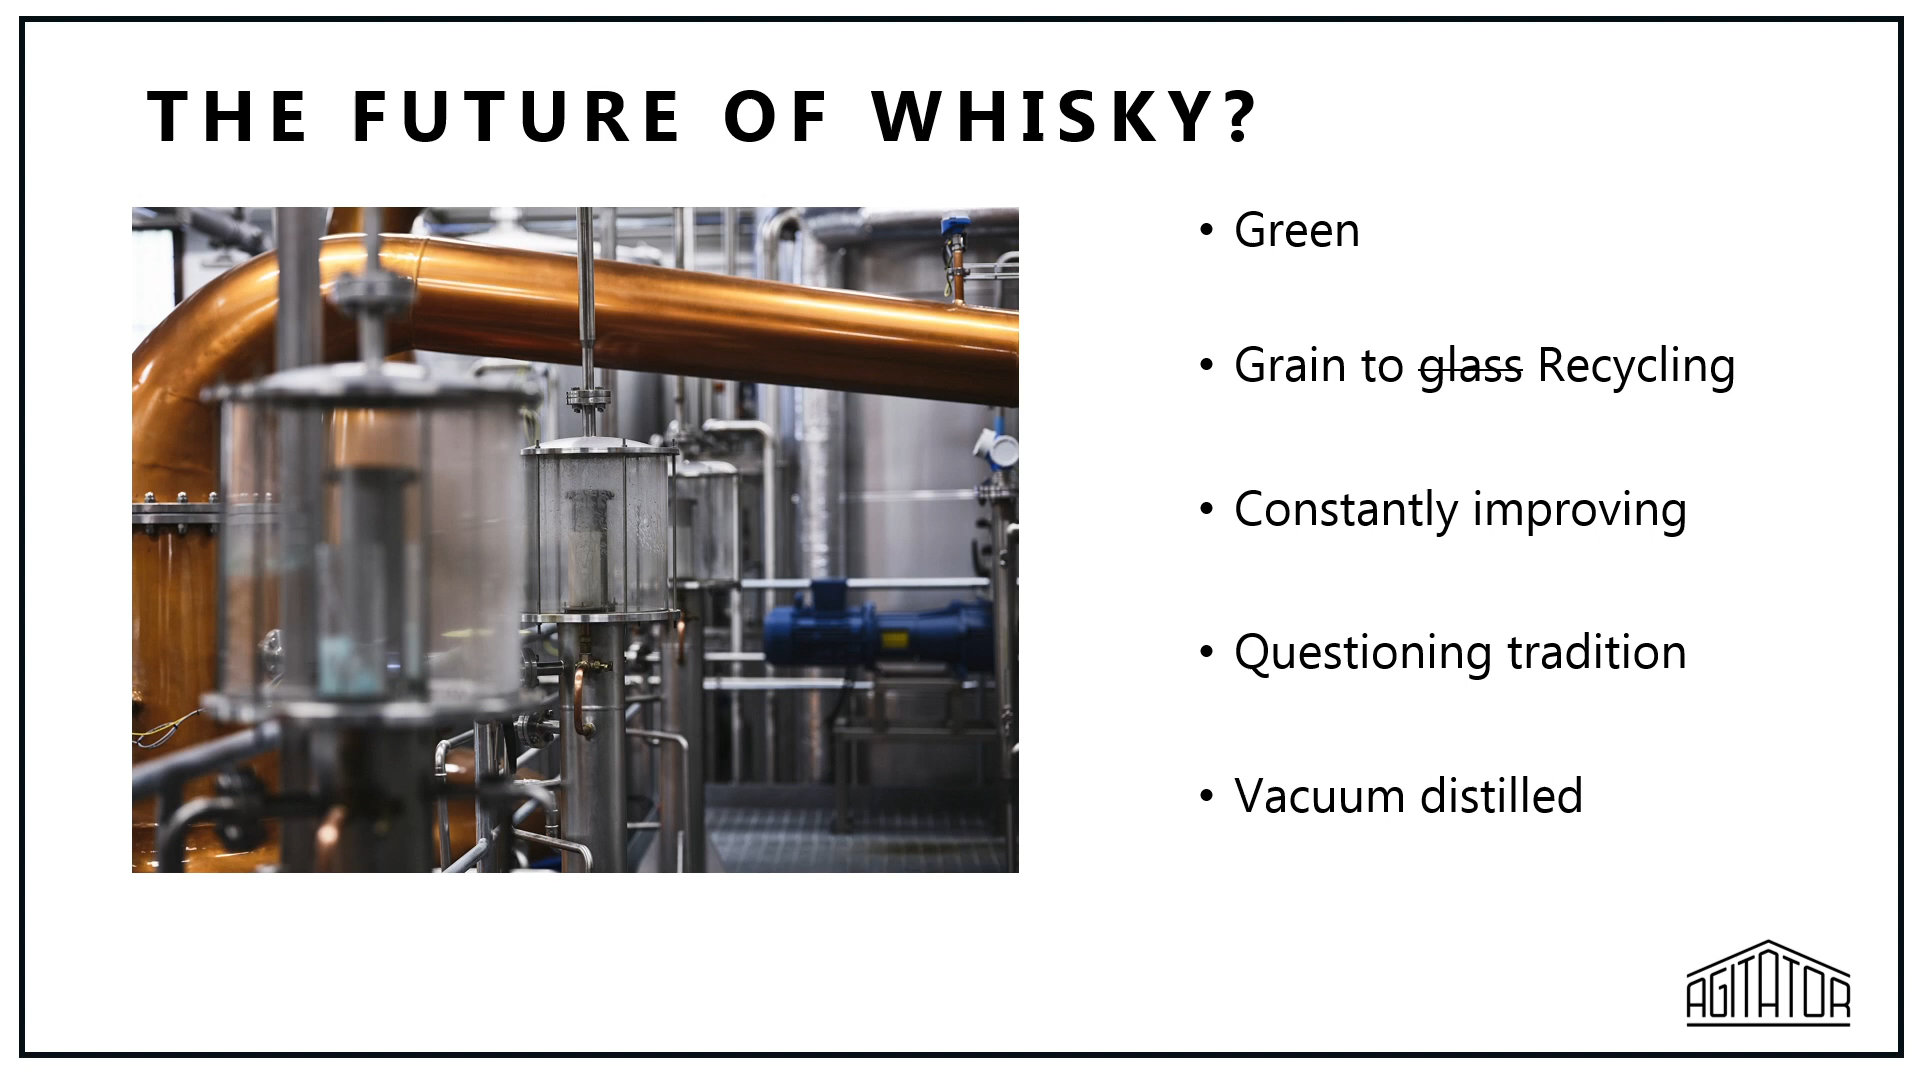 THE FUTURE OF WHISKY?
• Green
• Grain to ~~glass~~ Recycling
• Constantly improving
• Questioning tradition
• Vacuum distilled
AGITATOR